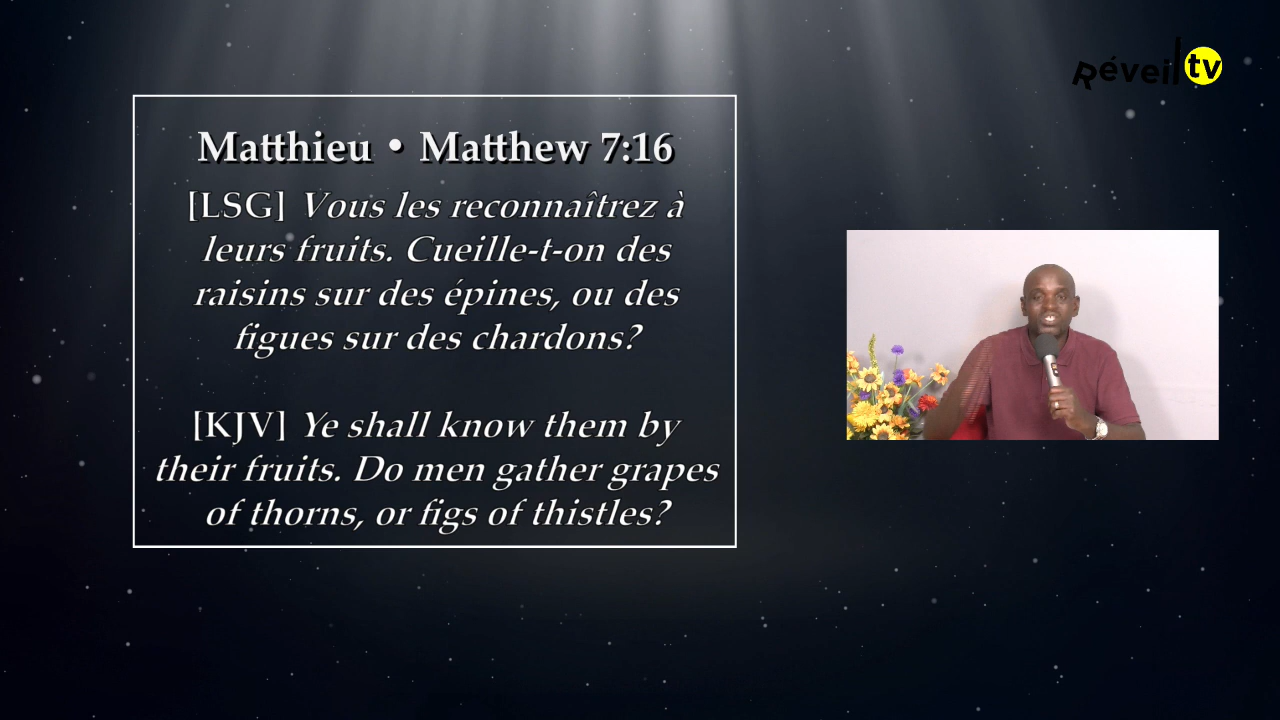 Réveil tv
Matthieu • Matthew 7:16
[LSG] Vous les reconnaîtrez à
leurs fruits. Cueille-t-on des
raisins sur des épines, ou des
figues sur des chardons?
[KJV] Ye shall know them by
their fruits. Do men gather grapes
of thorns, or figs of thistles?